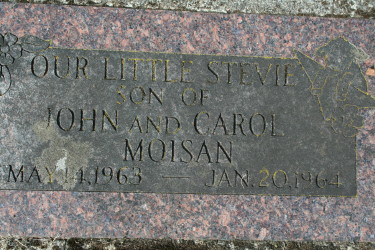 OUR LITTLE STEVIE
SON OF
JOHN AND CAROL
MOISAN
MAY 14, 1963 — JAN. 20, 1964